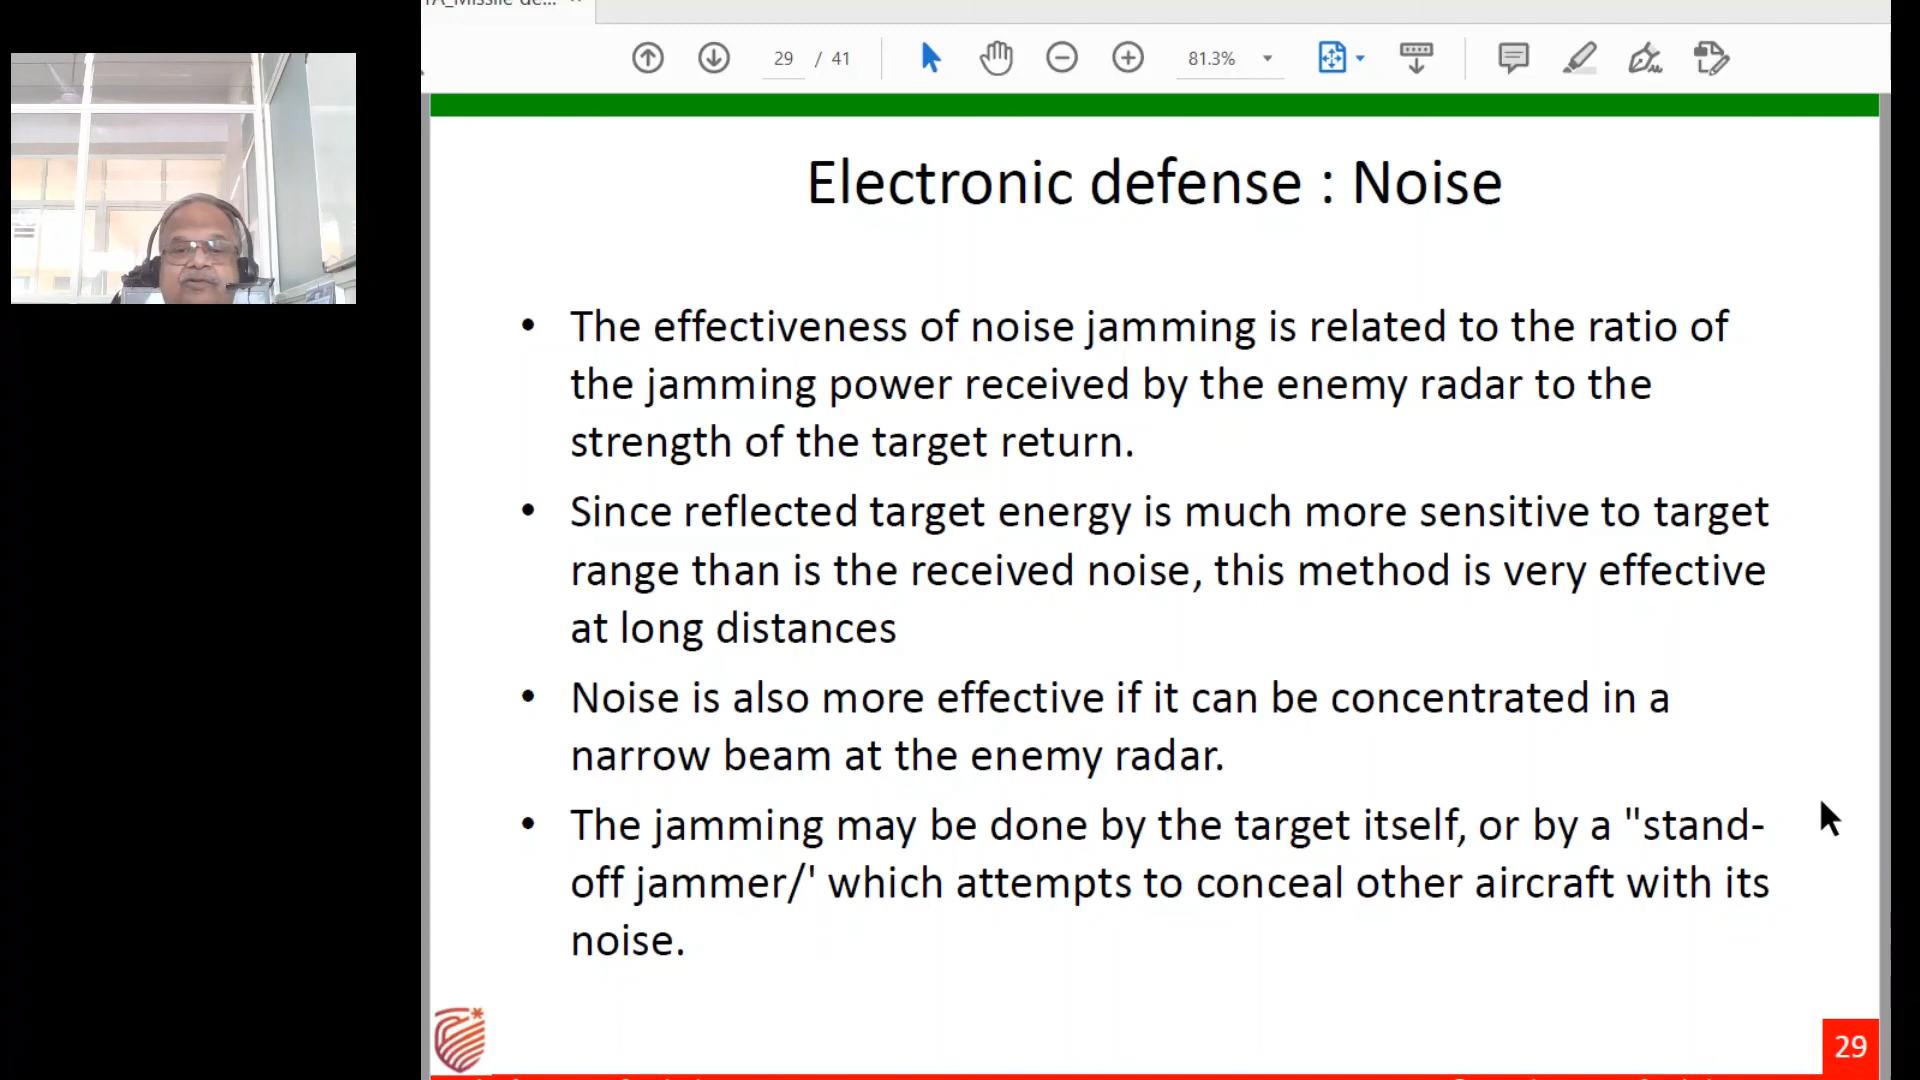 29 / 41
81.3%
Electronic defense : Noise
• The effectiveness of noise jamming is related to the ratio of
the jamming power received by the enemy radar to the
strength of the target return.
• Since reflected target energy is much more sensitive to target
range than is the received noise, this method is very effective
at long distances
• Noise is also more effective if it can be concentrated in a
narrow beam at the enemy radar.
• The jamming may be done by the target itself, or by a "stand-
off jammer/' which attempts to conceal other aircraft with its
noise.
29